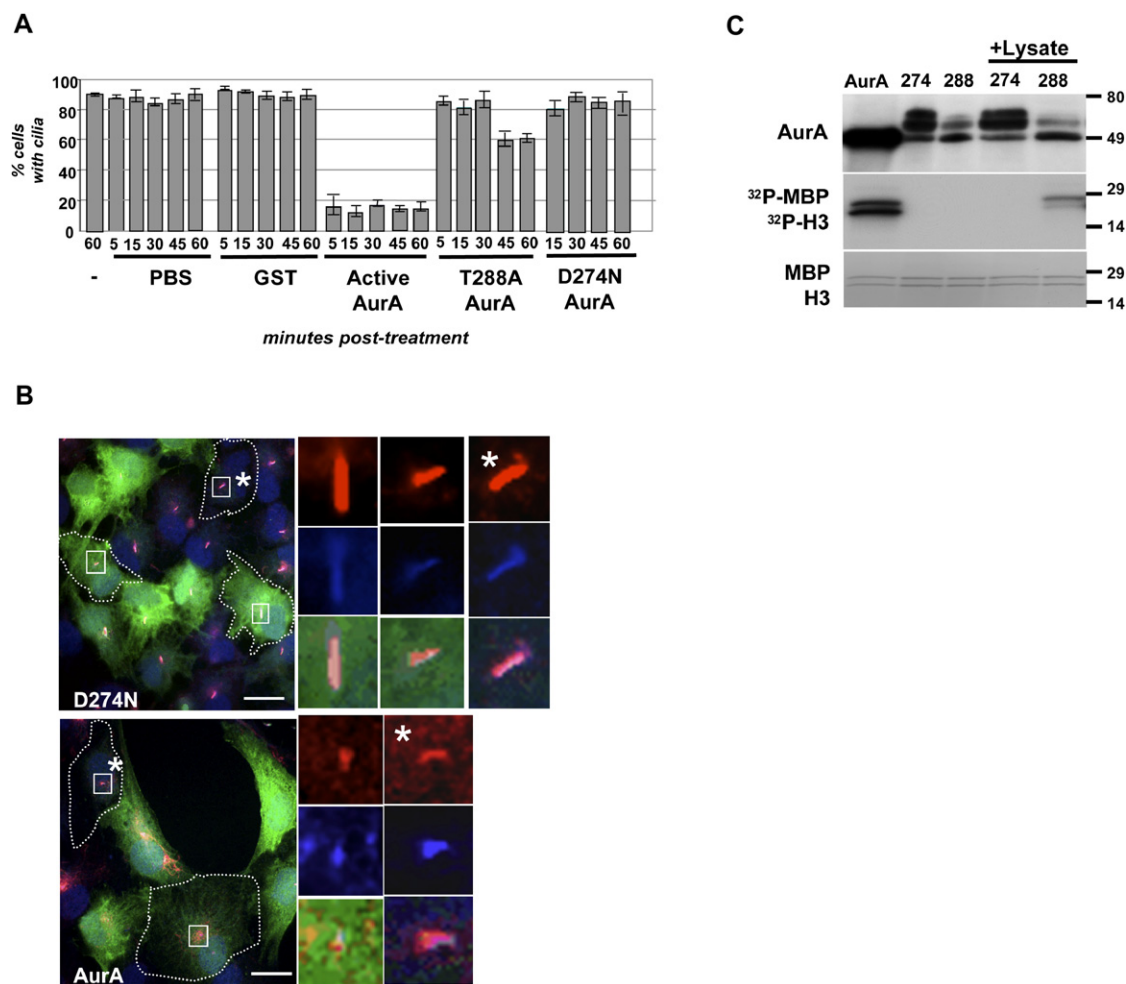 A
100
80
60
40
20
0
% cells
with cilia
60 5 15 30 45 60 5 15 30 45 60 5 15 30 45 60 5 15 30 45 60 5 15 30 45 60
- PBS GST Active AurA T288A AurA D274N AurA
minutes post-treatment
B
*
D274N
*
*
AurA
*
C
+Lysate
AurA 274 288 274 288
AurA
80
49
32P-MBP
32P-H3
29
14
MBP
H3
29
14